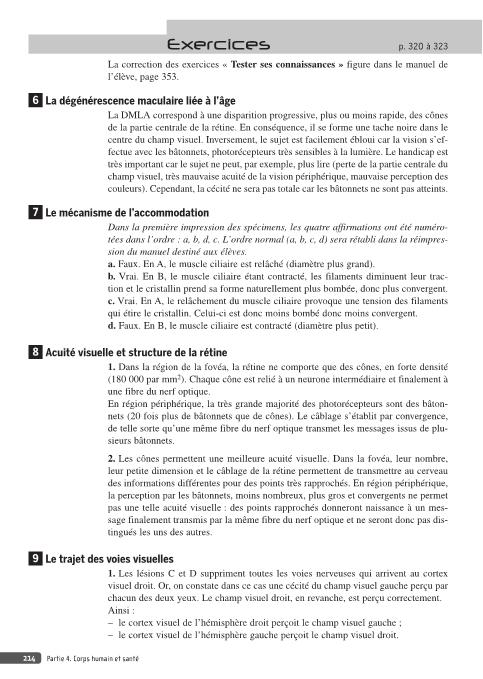 Exercices
p. 320 à 323
La correction des exercices « Tester ses connaissances » figure dans le manuel de
l'élève, page 353.
6 La dégénérescence maculaire liée à l'âge
La DMLA correspond à une disparition progressive, plus ou moins rapide, des cônes
de la partie centrale de la rétine. En conséquence, il se forme une tache noire dans le
centre du champ visuel. Inversement, le sujet est facilement ébloui car la vision s'ef-
fectue avec les bâtonnets, photorécepteurs très sensibles à la lumière. Le handicap est
très important car le sujet ne peut, par exemple, plus lire (perte de la partie centrale du
champ visuel, très mauvaise acuité de la vision périphérique, mauvaise perception des
couleurs). Cependant, la cécité ne sera pas totale car les bâtonnets ne sont pas atteints.
7 Le mécanisme de l'accommodation
Dans la première impression des spécimens, les quatre affirmations ont été numéro-
tées dans l'ordre : a, b, d, c. L'ordre normal (a, b, c, d) sera rétabli dans la réimpres-
sion du manuel destiné aux élèves.
a. Faux. En A, le muscle ciliaire est relâché (diamètre plus grand).
b. Vrai. En B, le muscle ciliaire étant contracté, les filaments diminuent leur trac-
tion et le cristallin prend sa forme naturellement plus bombée, donc plus convergent.
c. Vrai. En A, le relâchement du muscle ciliaire provoque une tension des filaments
qui étire le cristallin. Celui-ci est donc moins bombé donc moins convergent.
d. Faux. En B, le muscle ciliaire est contracté (diamètre plus petit).
8 Acuité visuelle et structure de la rétine
1. Dans la région de la fovéa, la rétine ne comporte que des cônes, en forte densité
(180 000 par mm²). Chaque cône est relié à un neurone intermédiaire et finalement à
une fibre du nerf optique.
En région périphérique, la très grande majorité des photorécepteurs sont des bâton-
nets (20 fois plus de bâtonnets que de cônes). Le câblage s'établit par convergence,
de telle sorte qu'une même fibre du nerf optique transmet les messages issus de plu-
sieurs bâtonnets.
2. Les cônes permettent une meilleure acuité visuelle. Dans la fovéa, leur nombre,
leur petite dimension et le câblage de la rétine permettent de transmettre au cerveau
des informations différentes pour des points très rapprochés. En région périphérique,
la perception par les bâtonnets, moins nombreux, plus gros et convergents ne permet
pas une telle acuité visuelle : des points rapprochés donneront naissance à un mes-
sage finalement transmis par la même fibre du nerf optique et ne seront donc pas dis-
tingués les uns des autres.
9 Le trajet des voies visuelles
1. Les lésions C et D suppriment toutes les voies nerveuses qui arrivent au cortex
visuel droit. Or, on constate dans ce cas une cécité du champ visuel gauche perçu par
chacun des deux yeux. Le champ visuel droit, en revanche, est perçu correctement.
Ainsi :
– le cortex visuel de l'hémisphère droit perçoit le champ visuel gauche ;
– le cortex visuel de l'hémisphère gauche perçoit le champ visuel droit.
214 Partie 4. Corps humain et santé